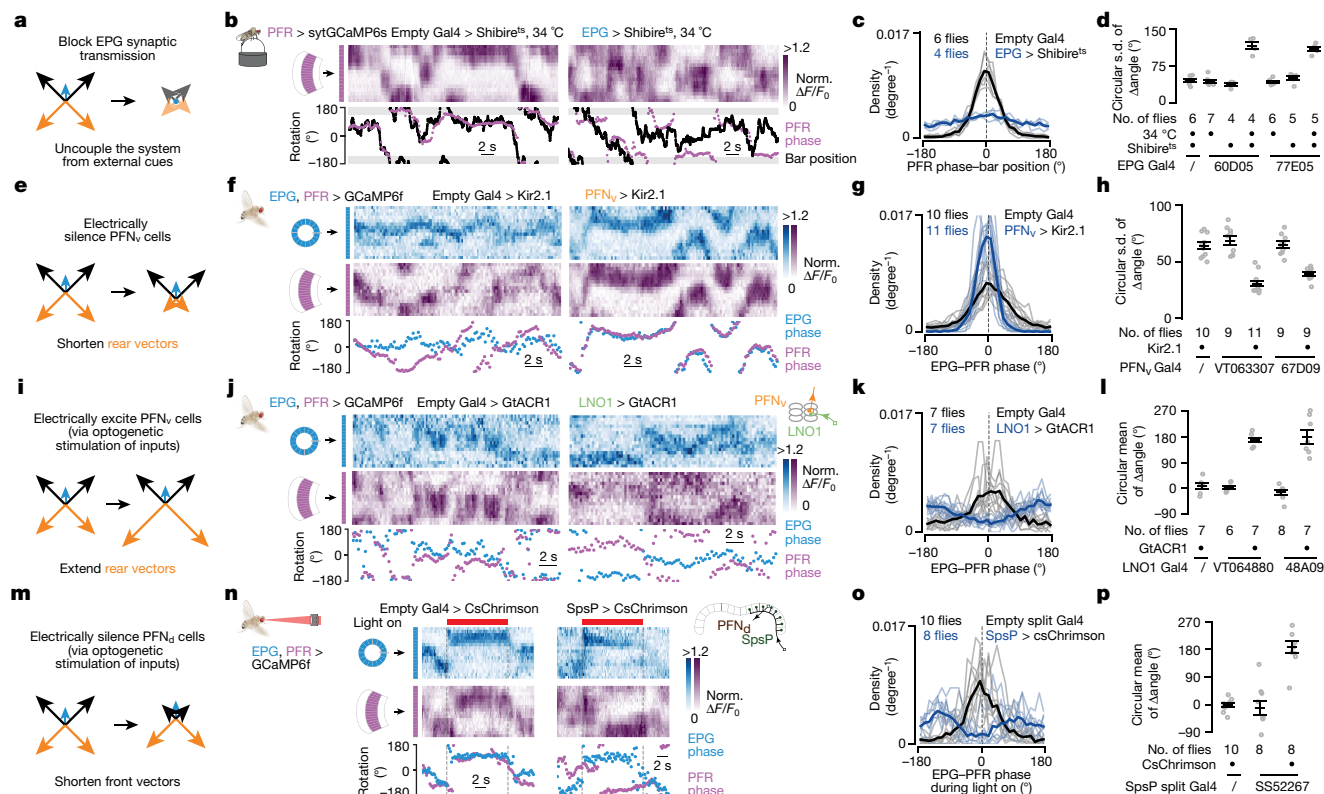 a
Block EPG synaptic
transmission
Uncouple the system
from external cues
b
PFR > sytGCaMP6s Empty Gal4 > Shibireᵗˢ, 34 °C
EPG > Shibireᵗˢ, 34 °C
>1.2
Norm.
ΔF/F₀
0
Rotation
(°)
180
0
−180
2 s
2 s
PFR
phase
Bar position
c
0.017
6 flies
4 flies
Empty Gal4
EPG > Shibireᵗˢ
Density
(degree⁻¹)
0
−180
0
180
PFR phase–bar position (°)
d
Circular s.d. of
Δangle (°)
150
75
0
No. of flies 6 7 4 4 6 5 5
34 °C
Shibireᵗˢ
EPG Gal4 / 60D05 77E05
e
Electrically
silence PFNᵥ cells
Shorten rear vectors
f
EPG, PFR > GCaMP6f
Empty Gal4 > Kir2.1
PFNᵥ > Kir2.1
>1.2
Norm.
ΔF/F₀
0
Rotation
(°)
180
0
−180
2 s
2 s
EPG
phase
PFR
phase
g
0.017
10 flies
11 flies
Empty Gal4
PFNᵥ > Kir2.1
Density
(degree⁻¹)
0
−180
0
180
EPG–PFR phase (°)
h
Circular s.d. of
Δangle (°)
100
50
0
No. of flies 10 9 11 9 9
Kir2.1
PFNᵥ Gal4 / VT063307 67D09
i
Electrically excite PFNᵥ cells
(via optogenetic
stimulation of inputs)
Extend rear vectors
j
EPG, PFR > GCaMP6f
Empty Gal4 > GtACR1
LNO1 > GtACR1
PFNᵥ
LNO1
>1.2
Norm.
ΔF/F₀
0
Rotation
(°)
180
0
−180
2 s
2 s
EPG
phase
PFR
phase
k
0.017
7 flies
7 flies
Empty Gal4
LNO1 > GtACR1
Density
(degree⁻¹)
0
−180
0
180
EPG–PFR phase (°)
l
Circular mean
of Δangle (°)
270
180
90
0
−90
No. of flies 7 6 7 8 7
GtACR1
LNO1 Gal4 / VT064880 48A09
m
Electrically silence PFN_d cells
(via optogenetic
stimulation of inputs)
Shorten front vectors
n
Empty Gal4 > CsChrimson
SpsP > CsChrimson
Light on
EPG, PFR >
GCaMP6f
PFN_d
SpsP
>1.2
Norm.
ΔF/F₀
0
Rotation
(°)
180
0
−180
2 s
2 s
EPG
phase
PFR
phase
o
0.017
10 flies
8 flies
Empty split Gal4
SpsP > csChrimson
Density
(degree⁻¹)
0
−180
0
180
EPG–PFR phase
during light on (°)
p
Circular mean
of Δangle (°)
270
180
90
0
−90
No. of flies 10 8 8
CsChrimson
SpsP split Gal4 / SS52267